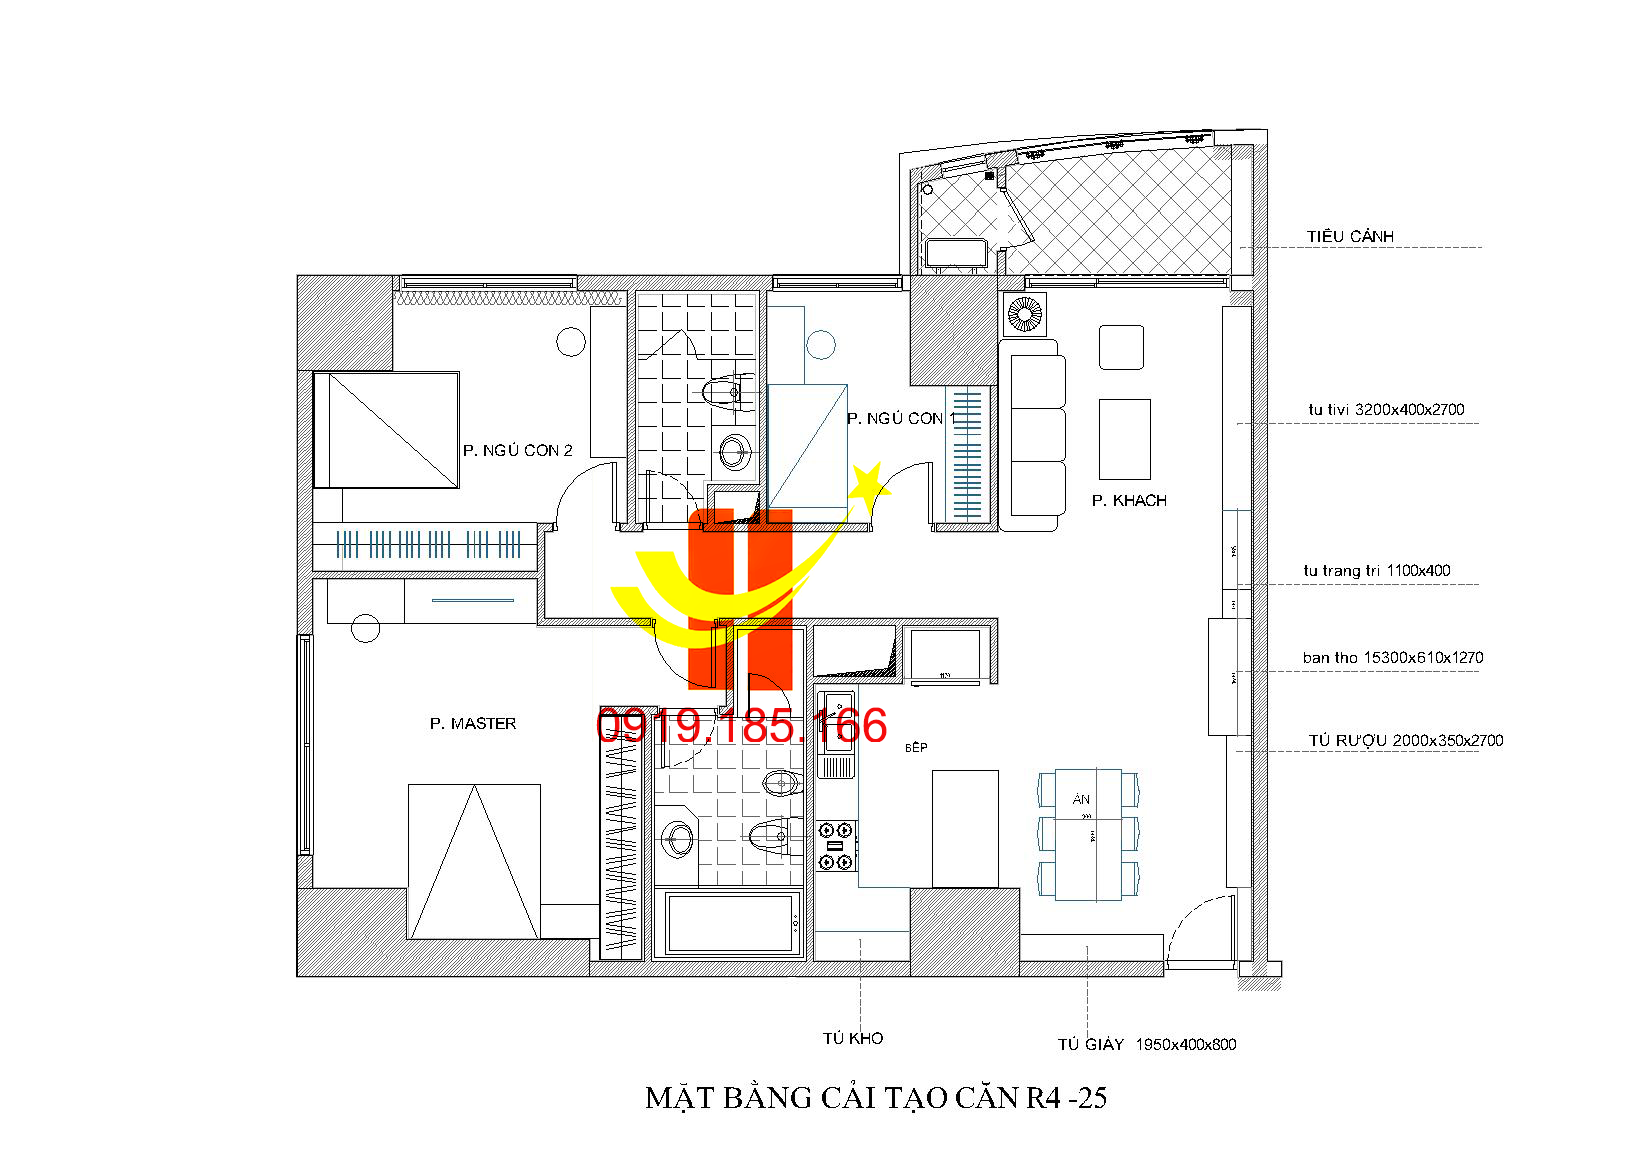 TIỂU CẢNH
tu tivi 3200x400x2700
P. NGỦ CON 1
P. NGỦ CON 2
P. KHACH
tu trang tri 1100x400
ban tho 15300x610x1270
P. MASTER
0919.185.166
BẾP
TỦ RƯỢU 2000x350x2700
ĂN
TỦ KHO
TỦ GIÀY 1950x400x800
MẶT BẰNG CẢI TẠO CĂN R4 -25